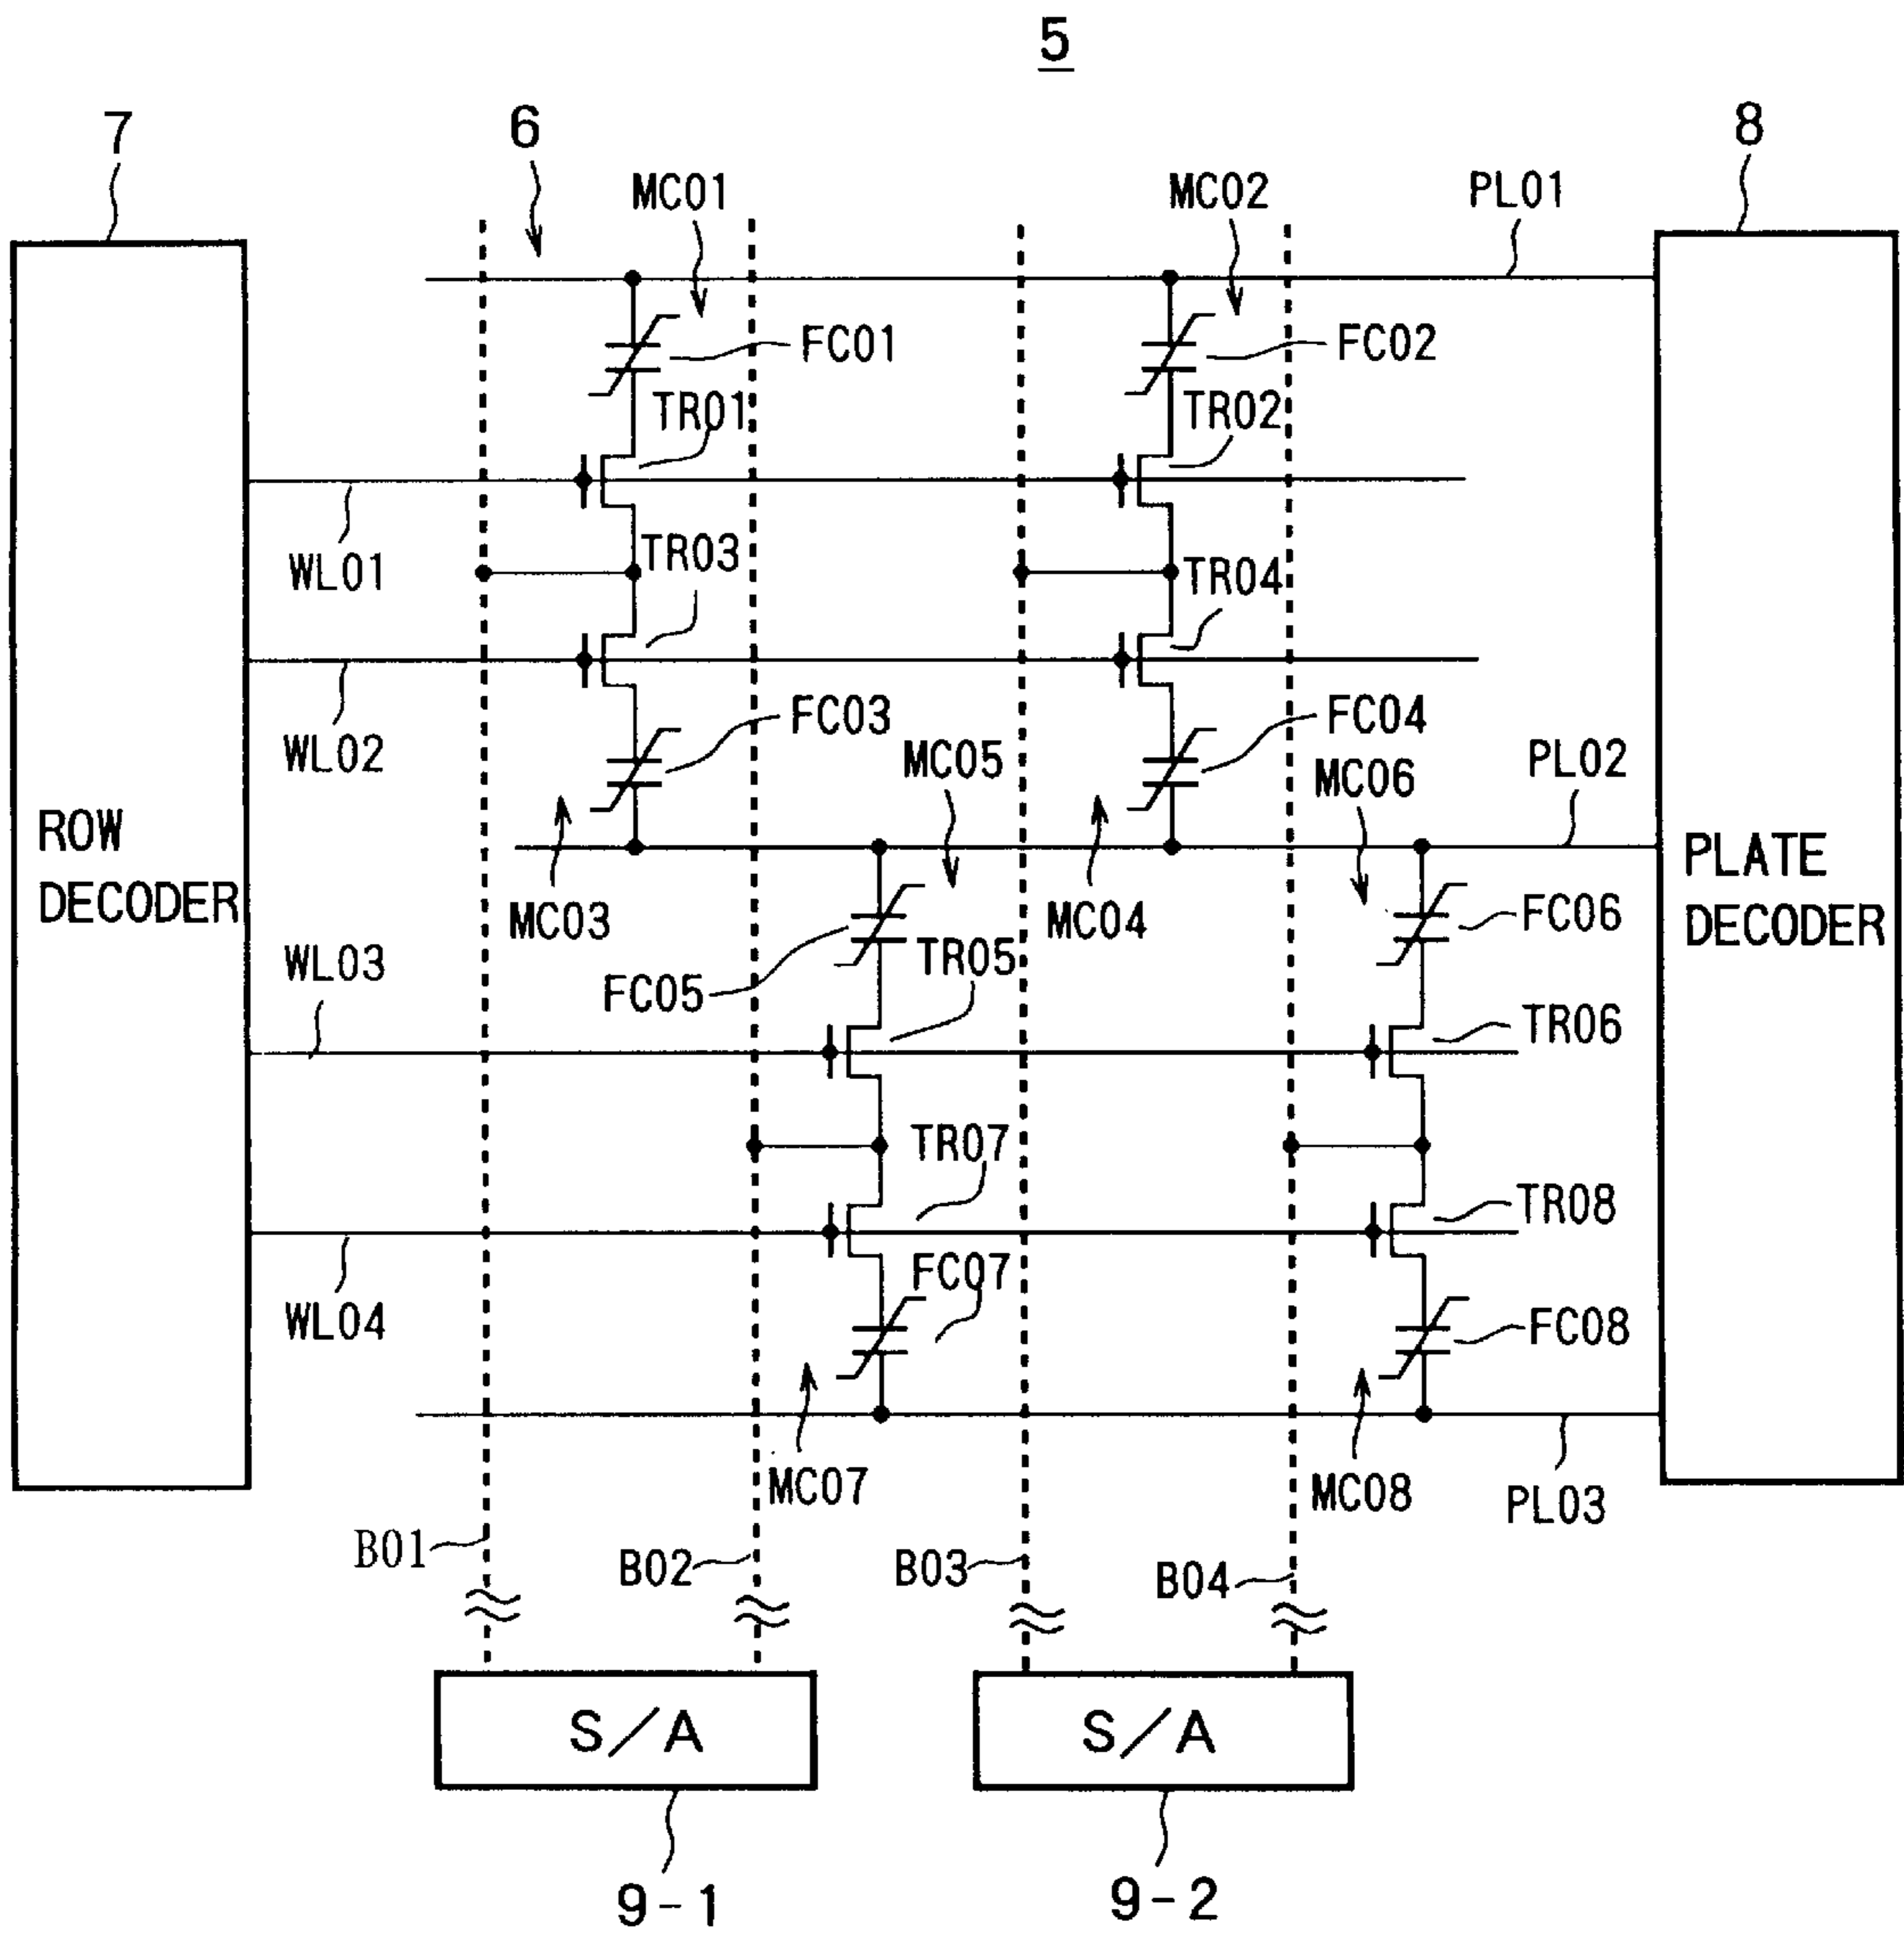 5
7
6
8
MC01
MC02
PL01
FC01
FC02
TR01
TR02
WL01
TR03
TR04
WL02
FC03
FC04
MC05
MC06
PL02
ROW
DECODER
PLATE
DECODER
MC03
MC04
FC06
WL03
FC05
TR05
TR06
TR07
TR08
WL04
FC07
FC08
MC07
MC08
PL03
B01
B02
B03
B04
S/A
S/A
9-1
9-2